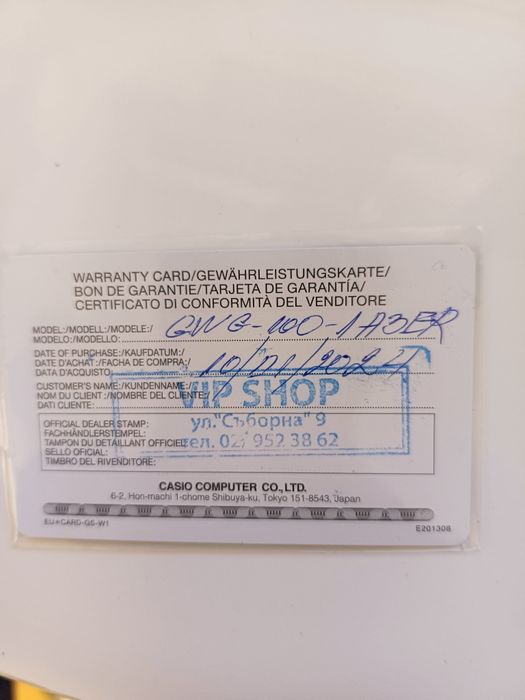 WARRANTY CARD/GEWÄHRLEISTUNGSKARTE/
BON DE GARANTIE/TARJETA DE GARANTÍA/
CERTIFICATO DI CONFORMITÀ DEL VENDITORE
MODEL:/MODELL:/MODELE:/
MODELO:/MODELLO: GWG-100-1A3ER
DATE OF PURCHASE:/KAUFDATUM:/
DATE D'ACHAT:/FACHA DE COMPRA:/
DATA D'ACQUISTO: 10/01/2024
CUSTOMER'S NAME:/KUNDENNAME:/
NOM DU CLIENT:/NOMBRE DEL CLIENTE:/
DATI CLIENTE:
VIP SHOP
ул."Съборна" 9
тел. 02/ 952 38 62
OFFICIAL DEALER STAMP:
FACHHÄNDLERSTEMPEL:
TAMPON DU DETAILLANT OFFICIEL:
SELLO OFICIAL:
TIMBRO DEL RIVENDITORE:
CASIO COMPUTER CO.,LTD.
6-2, Hon-machi 1-chome Shibuya-ku, Tokyo 151-8543, Japan
EU+CARD-GS-W1
E201308